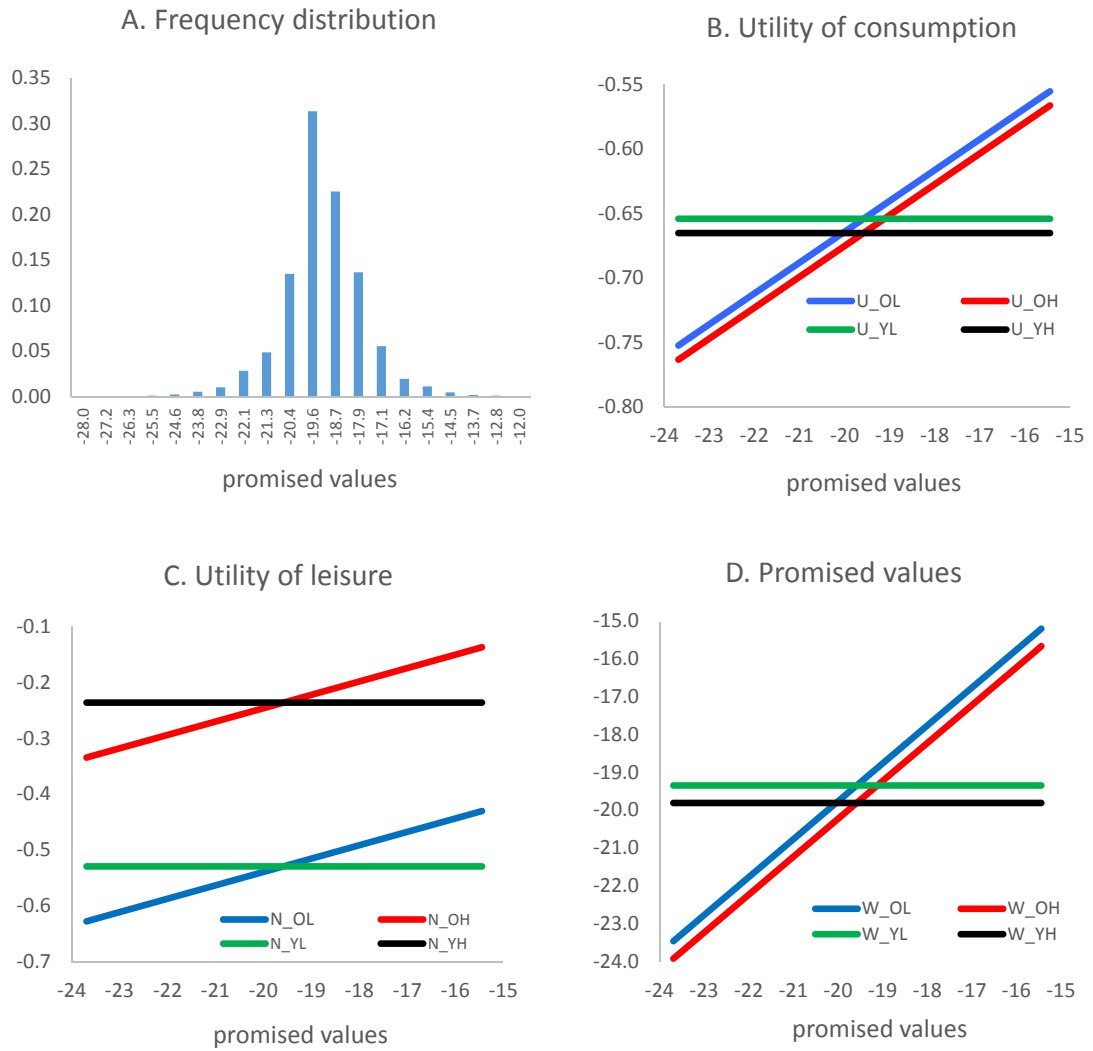 A. Frequency distribution
0.35
0.30
0.25
0.20
0.15
0.10
0.05
0.00
-28.0 -27.2 -26.3 -25.5 -24.6 -23.8 -22.9 -22.1 -21.3 -20.4 -19.6 -18.7 -17.9 -17.1 -16.2 -15.4 -14.5 -13.7 -12.8 -12.0
promised values
B. Utility of consumption
-0.55
-0.60
-0.65
-0.70
-0.75
-0.80
U_OL U_OH
U_YL U_YH
-24 -23 -22 -21 -20 -19 -18 -17 -16 -15
promised values
C. Utility of leisure
-0.1
-0.2
-0.3
-0.4
-0.5
-0.6
-0.7
N_OL N_OH
N_YL N_YH
-24 -23 -22 -21 -20 -19 -18 -17 -16 -15
promised values
D. Promised values
-15.0
-16.0
-17.0
-18.0
-19.0
-20.0
-21.0
-22.0
-23.0
-24.0
W_OL W_OH
W_YL W_YH
-24 -23 -22 -21 -20 -19 -18 -17 -16 -15
promised values